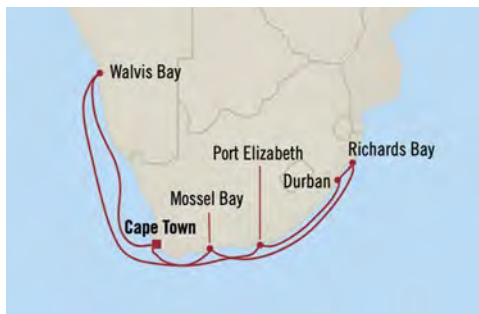 Walvis Bay
Richards Bay
Port Elizabeth
Durban
Mossel Bay
Cape Town